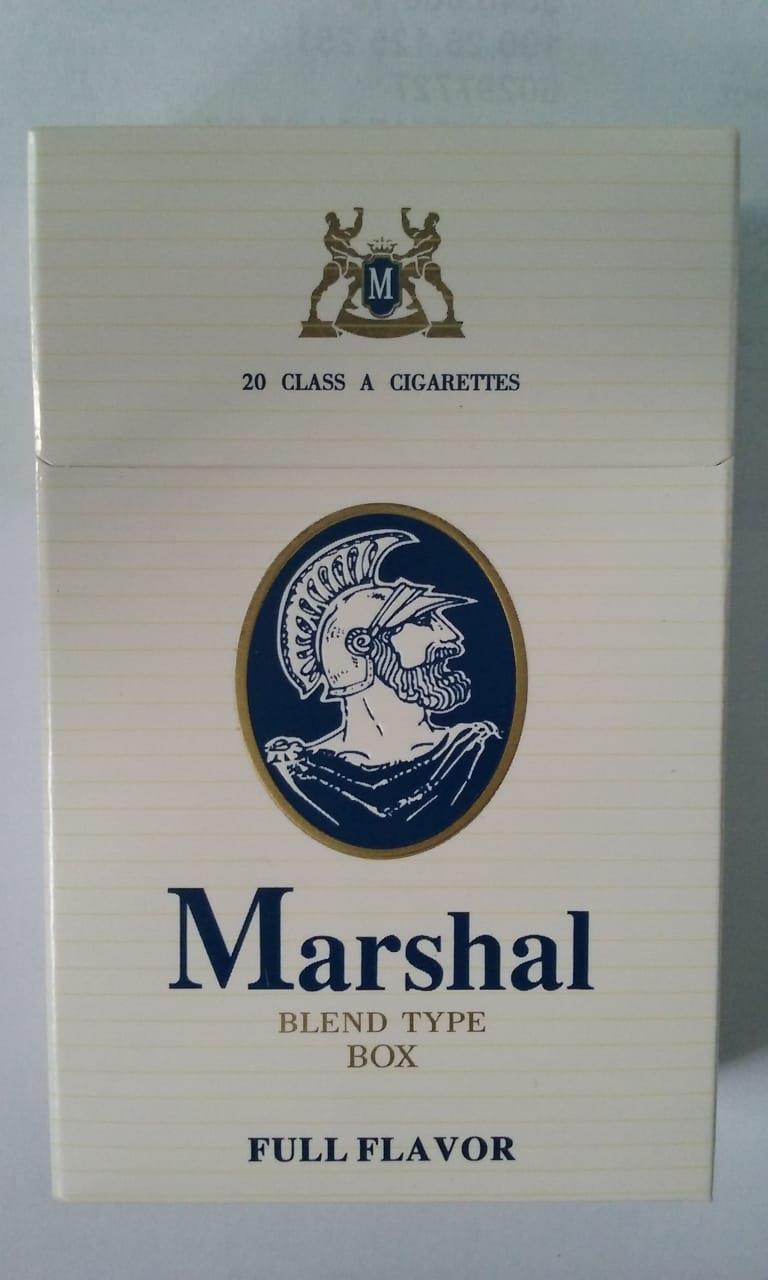 M
20 CLASS A CIGARETTES
Marshal
BLEND TYPE
BOX
FULL FLAVOR